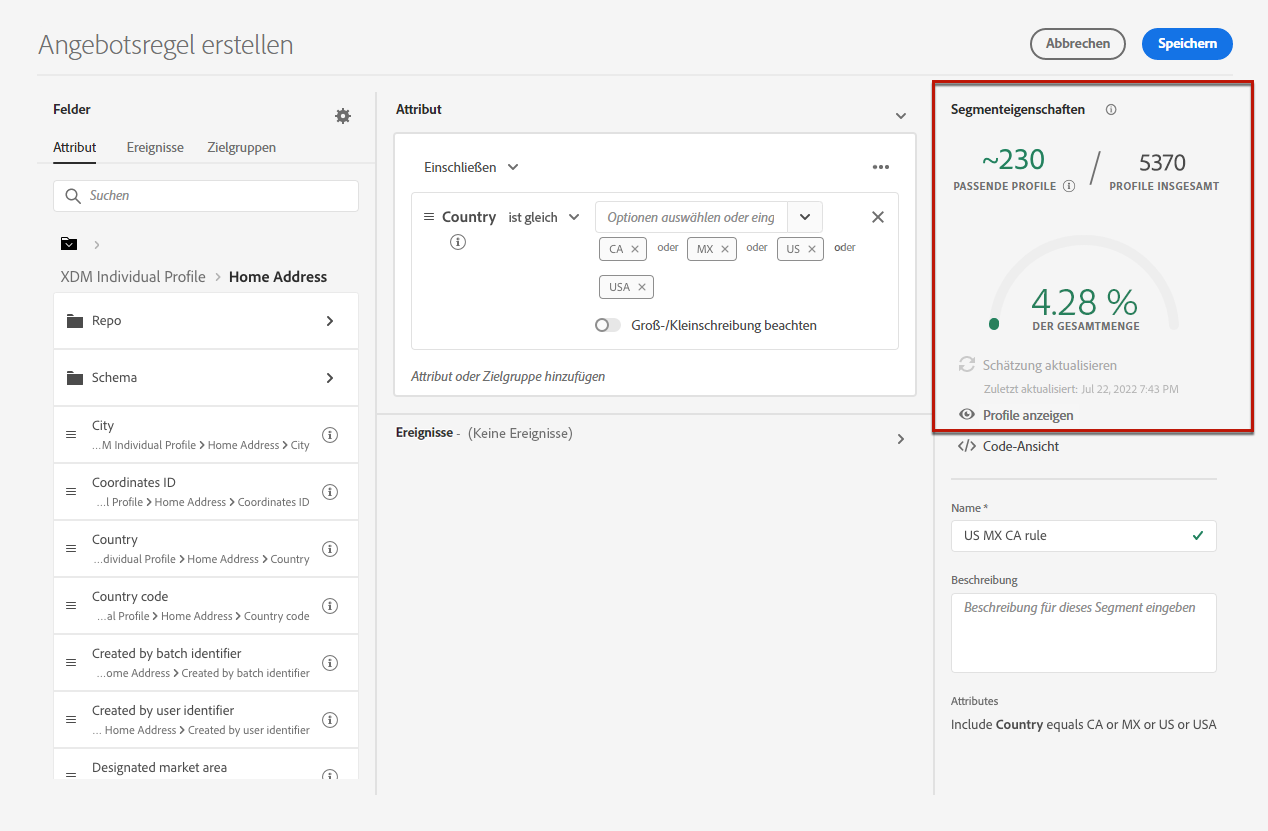 Angebotsregel erstellen
Abbrechen
Speichern
Felder
Attribut
Ereignisse
Zielgruppen
Suchen
XDM Individual Profile > Home Address
Repo
Schema
City
...M Individual Profile > Home Address > City
Coordinates ID
...l Profile > Home Address > Coordinates ID
Country
...dividual Profile > Home Address > Country
Country code
...al Profile > Home Address > Country code
Created by batch identifier
...ome Address > Created by batch identifier
Created by user identifier
... Home Address > Created by user identifier
Designated market area
Attribut
Einschließen
Country ist gleich
Optionen auswählen oder eing
CA oder MX oder US oder
USA
Groß-/Kleinschreibung beachten
Attribut oder Zielgruppe hinzufügen
Ereignisse - (Keine Ereignisse)
Segmenteigenschaften
~230 / 5370
PASSENDE PROFILE PROFILE INSGESAMT
4.28 %
DER GESAMTMENGE
Schätzung aktualisieren
Zuletzt aktualisiert: Jul 22, 2022 7:43 PM
Profile anzeigen
</> Code-Ansicht
Name *
US MX CA rule
Beschreibung
Beschreibung für dieses Segment eingeben
Attributes
Include Country equals CA or MX or US or USA